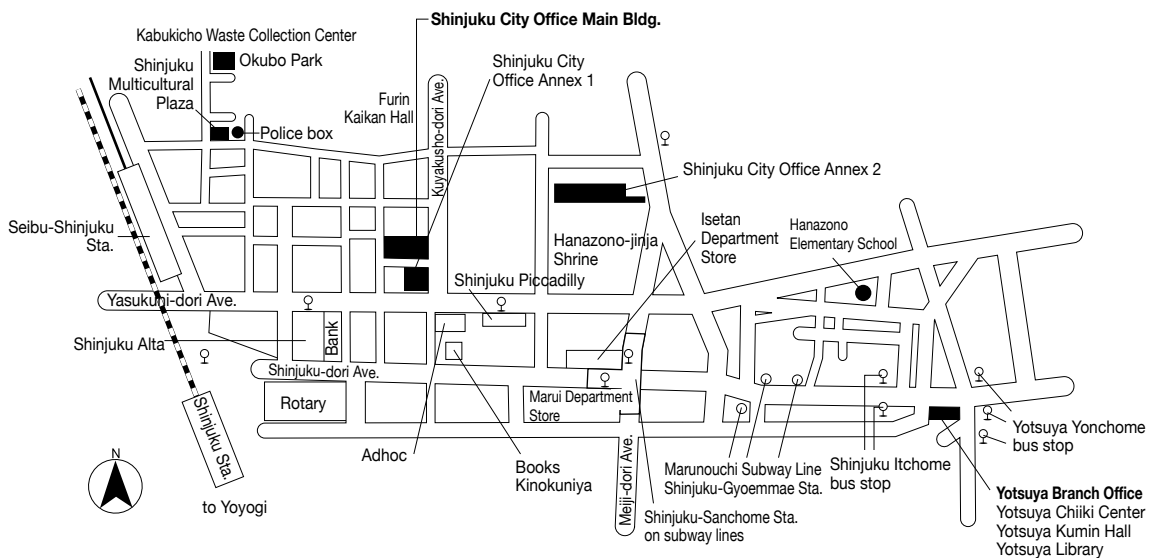 Shinjuku City Office Main Bldg.
Kabukicho Waste Collection Center
Okubo Park
Shinjuku
Multicultural
Plaza
Police box
Furin
Kaikan Hall
Kuyakusho-dori Ave.
Shinjuku City
Office Annex 1
Shinjuku City Office Annex 2
Seibu-Shinjuku
Sta.
Hanazono-jinja
Shrine
Isetan
Department
Store
Hanazono
Elementary School
Shinjuku Piccadilly
Yasukuni-dori Ave.
Shinjuku Alta
Bank
Shinjuku-dori Ave.
Rotary
Marui Department
Store
Shinjuku Sta.
Adhoc
Books
Kinokuniya
Meiji-dori Ave.
Marunouchi Subway Line
Shinjuku-Gyoemmae Sta.
Shinjuku-Sanchome Sta.
on subway lines
Shinjuku Itchome
bus stop
Yotsuya Yonchome
bus stop
N
to Yoyogi
Yotsuya Branch Office
Yotsuya Chiiki Center
Yotsuya Kumin Hall
Yotsuya Library